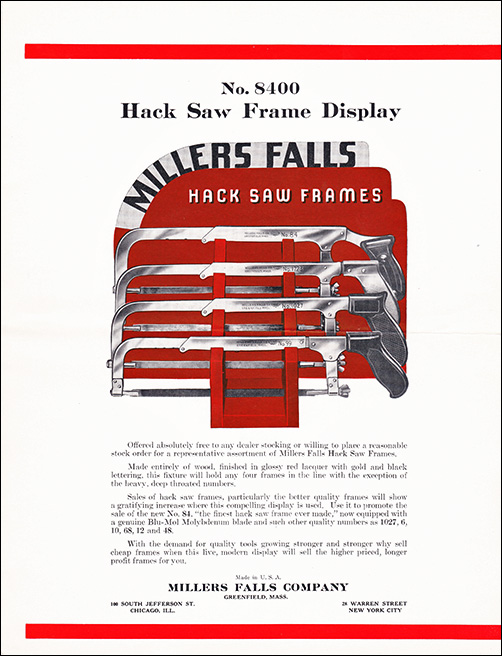 No. 8400
Hack Saw Frame Display
MILLERS FALLS
HACK SAW FRAMES
No 84
No 1027
Offered absolutely free to any dealer stocking or willing to place a reasonable
stock order for a representative assortment of Millers Falls Hack Saw Frames.
Made entirely of wood, finished in glossy red lacquer with gold and black
lettering, this fixture will hold any four frames in the line with the exception of
the heavy, deep throated numbers.
Sales of hack saw frames, particularly the better quality frames will show
a gratifying increase where this compelling display is used. Use it to promote the
sale of the new No. 84, "the finest hack saw frame ever made," now equipped with
a genuine Blu-Mol Molybdenum blade and such other quality numbers as 1027, 6,
10, 68, 12 and 48.
With the demand for quality tools growing stronger and stronger why sell
cheap frames when this live, modern display will sell the higher priced, longer
profit frames for you.
Made in U. S. A.
MILLERS FALLS COMPANY
GREENFIELD, MASS.
100 SOUTH JEFFERSON ST.
CHICAGO, ILL.
28 WARREN STREET
NEW YORK CITY